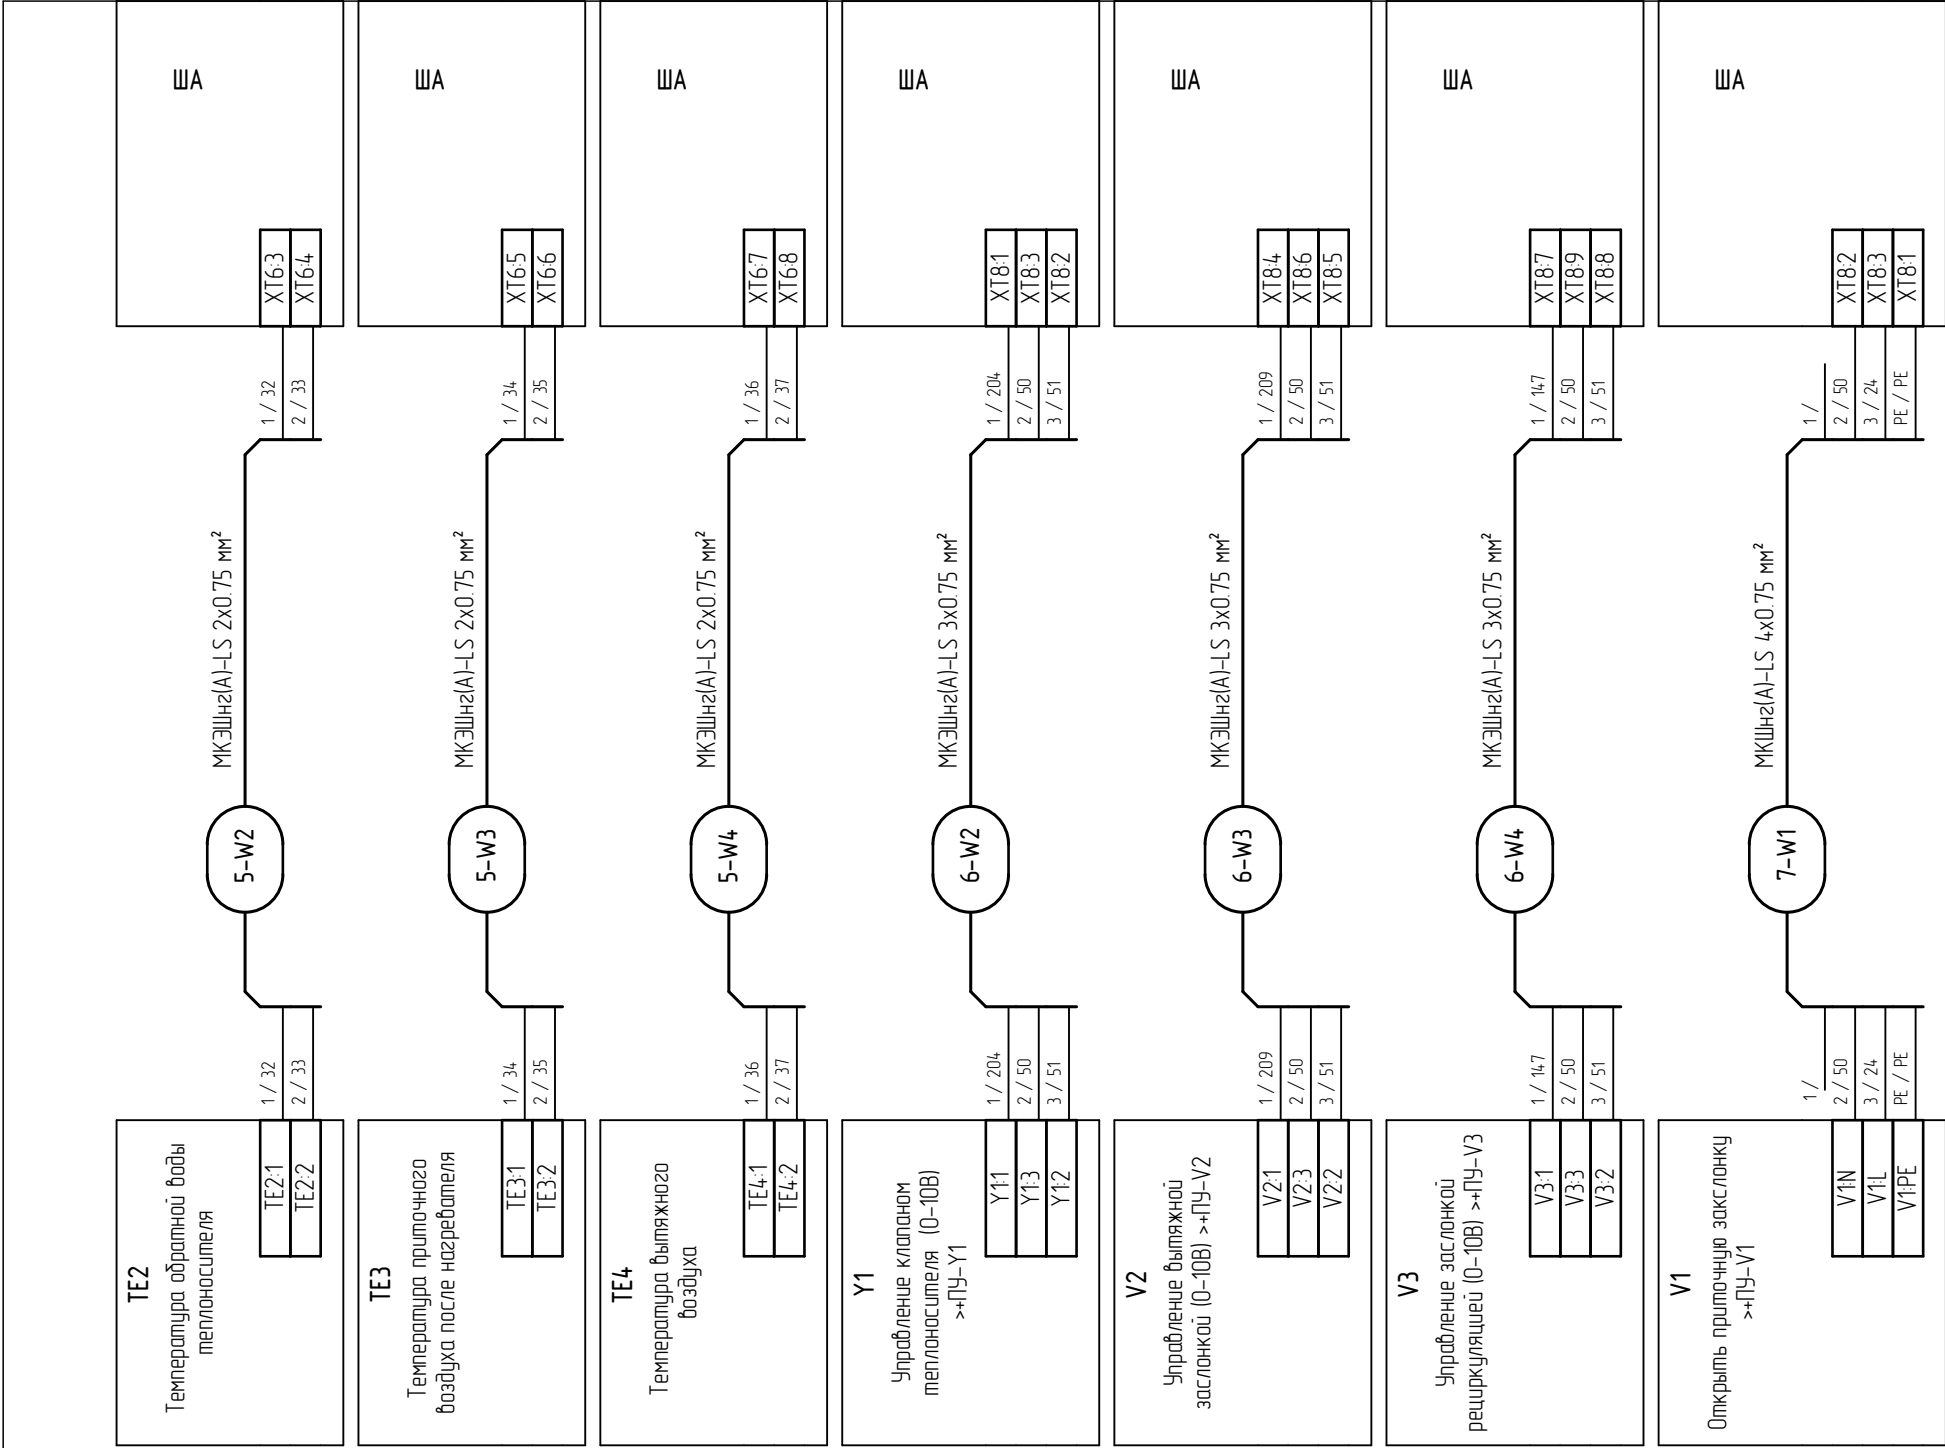 TE2
Температура обратной воды
теплоносителя
TE2:1
TE2:2
1 / 32
2 / 33
5-W2
МКЭШнг(А)-LS 2x0.75 мм²
1 / 32
2 / 33
XT6:3
XT6:4
ША
TE3
Температура приточного
воздуха после нагревателя
TE3:1
TE3:2
1 / 34
2 / 35
5-W3
МКЭШнг(А)-LS 2x0.75 мм²
1 / 34
2 / 35
XT6:5
XT6:6
ША
TE4
Температура вытяжного
воздуха
TE4:1
TE4:2
1 / 36
2 / 37
5-W4
МКЭШнг(А)-LS 2x0.75 мм²
1 / 36
2 / 37
XT6:7
XT6:8
ША
Y1
Управление клапаном
теплоносителя (0-10В)
>+ПУ-Y1
Y1:1
Y1:3
Y1:2
1 / 204
2 / 50
3 / 51
6-W2
МКЭШнг(А)-LS 3x0.75 мм²
1 / 204
2 / 50
3 / 51
XT8:1
XT8:3
XT8:2
ША
V2
Управление вытяжной
заслонкой (0-10В) >+ПУ-V2
V2:1
V2:3
V2:2
1 / 209
2 / 50
3 / 51
6-W3
МКЭШнг(А)-LS 3x0.75 мм²
1 / 209
2 / 50
3 / 51
XT8:4
XT8:6
XT8:5
ША
V3
Управление заслонкой
рециркуляцией (0-10В) >+ПУ-V3
V3:1
V3:3
V3:2
1 / 147
2 / 50
3 / 51
6-W4
МКЭШнг(А)-LS 3x0.75 мм²
1 / 147
2 / 50
3 / 51
XT8:7
XT8:9
XT8:8
ША
V1
Открыть приточную закслонку
>+ПУ-V1
V1:N
V1:L
V1:PE
1 /
2 / 50
3 / 24
PE / PE
7-W1
МКШнг(А)-LS 4x0.75 мм²
1 /
2 / 50
3 / 24
PE / PE
XT8:2
XT8:3
XT8:1
ША